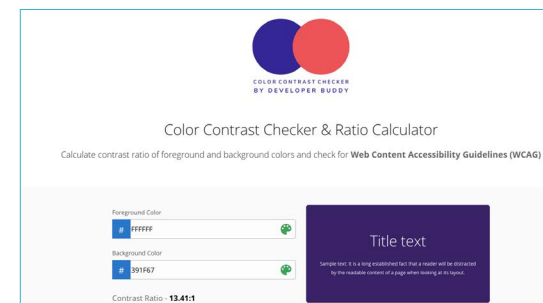 COLOR CONTRAST CHECKER
BY DEVELOPER BUDDY
Color Contrast Checker & Ratio Calculator
Calculate contrast ratio of foreground and background colors and check for Web Content Accessibility Guidelines (WCAG)
Foreground Color
# FFFFFF
Background Color
# 391F67
Contrast Ratio - 13.41:1
Title text
Sample text: It is a long established fact that a reader will be distracted
by the readable content of a page when looking at its layout.